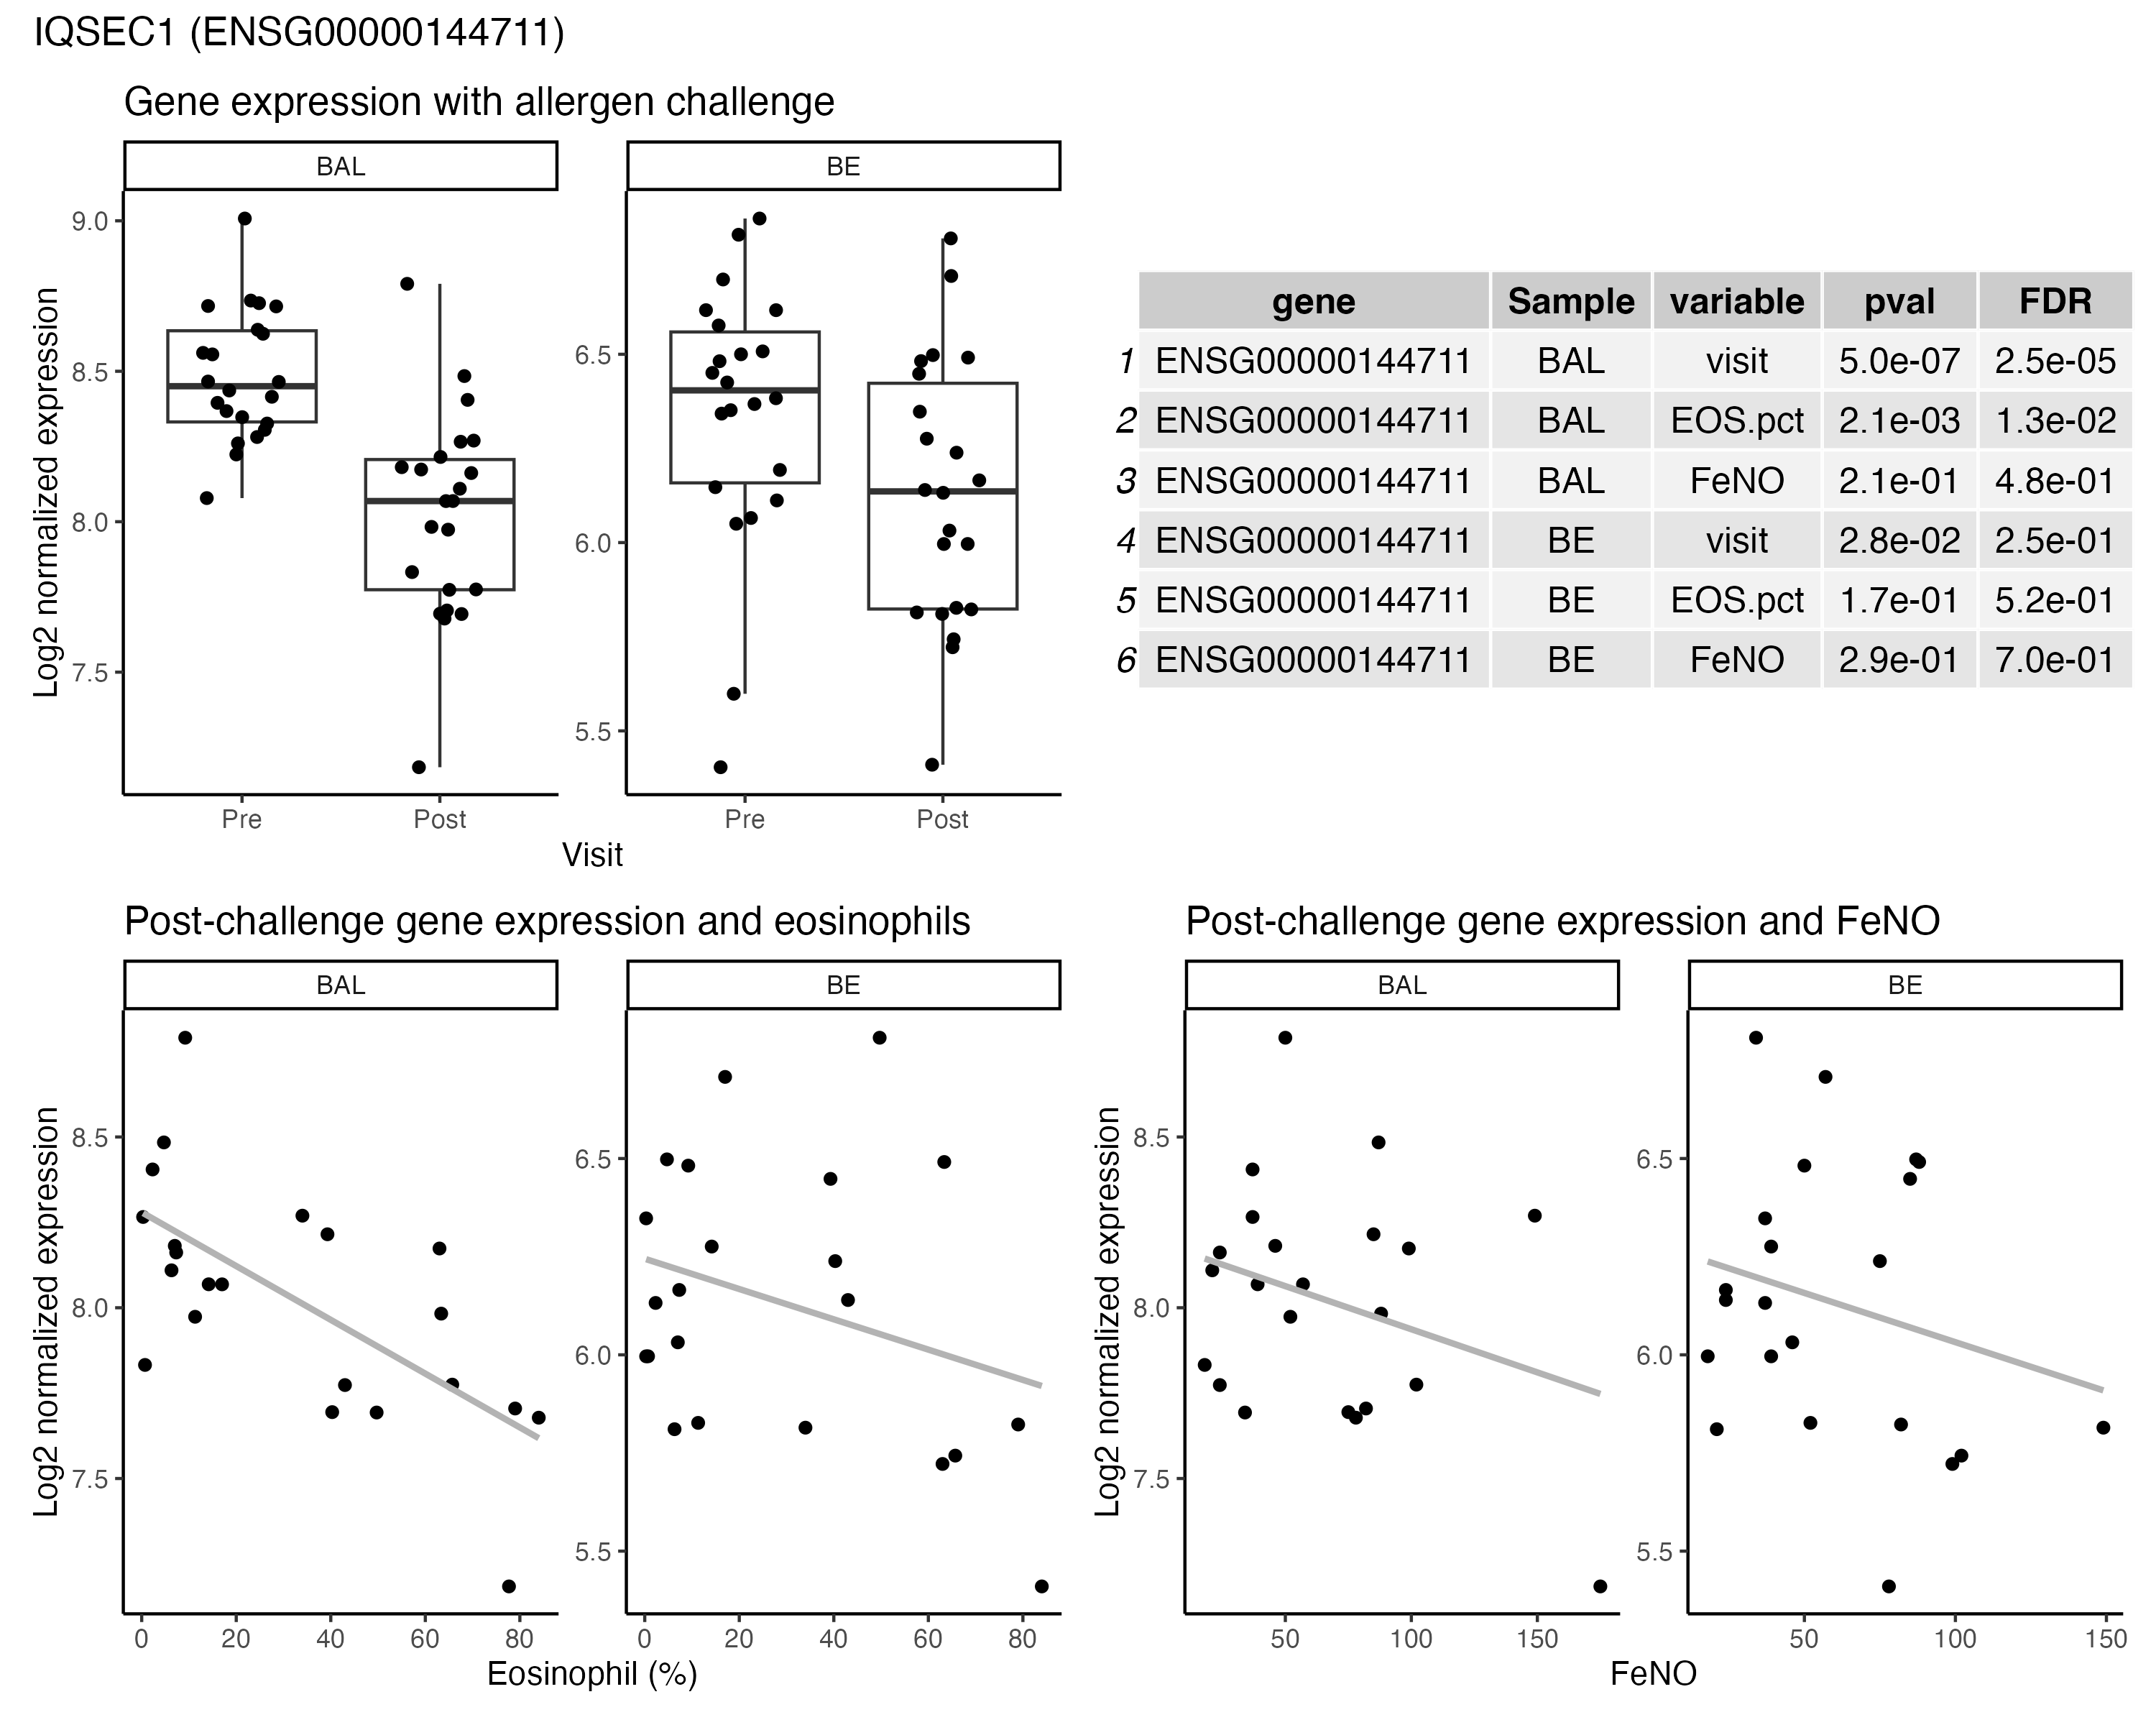 IQSEC1 (ENSG00000144711)
Gene expression with allergen challenge
BAL
BE
Log2 normalized expression
9.0
8.5
8.0
7.5
6.5
6.0
5.5
Pre
Post
Pre
Post
Visit
gene Sample variable pval FDR
1 ENSG00000144711 BAL visit 5.0e-07 2.5e-05
2 ENSG00000144711 BAL EOS.pct 2.1e-03 1.3e-02
3 ENSG00000144711 BAL FeNO 2.1e-01 4.8e-01
4 ENSG00000144711 BE visit 2.8e-02 2.5e-01
5 ENSG00000144711 BE EOS.pct 1.7e-01 5.2e-01
6 ENSG00000144711 BE FeNO 2.9e-01 7.0e-01
Post-challenge gene expression and eosinophils
BAL
BE
Log2 normalized expression
8.5
8.0
7.5
6.5
6.0
5.5
0 20 40 60 80
0 20 40 60 80
Eosinophil (%)
Post-challenge gene expression and FeNO
BAL
BE
Log2 normalized expression
8.5
8.0
7.5
6.5
6.0
5.5
50 100 150
50 100 150
FeNO